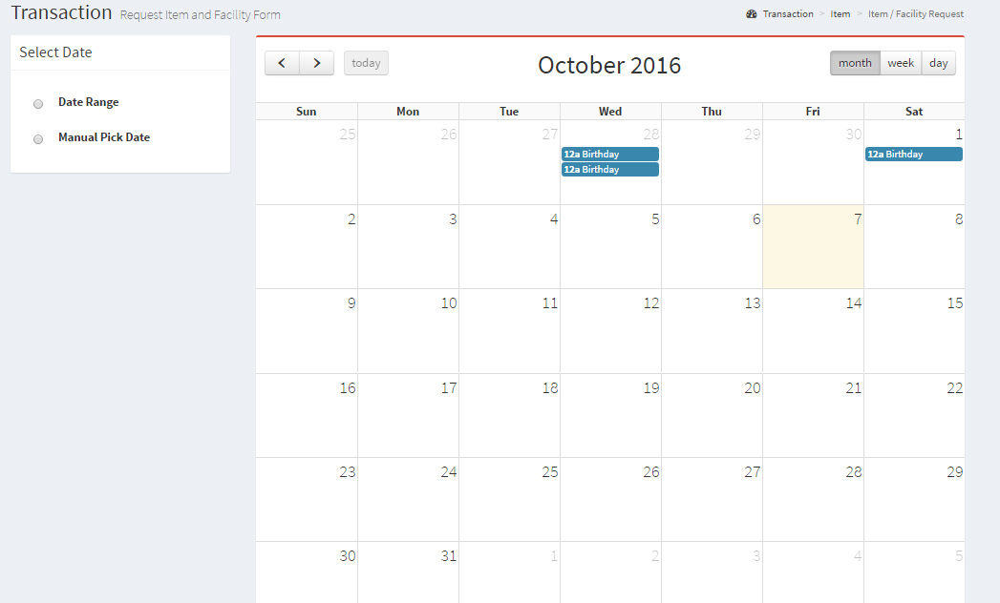 Transaction Request Item and Facility Form
Transaction > Item > Item / Facility Request
Select Date
Date Range
Manual Pick Date
today
October 2016
month week day
Sun Mon Tue Wed Thu Fri Sat
25 26 27 28 29 30 1
12a Birthday 12a Birthday
12a Birthday
2 3 4 5 6 7 8
9 10 11 12 13 14 15
16 17 18 19 20 21 22
23 24 25 26 27 28 29
30 31 1 2 3 4 5